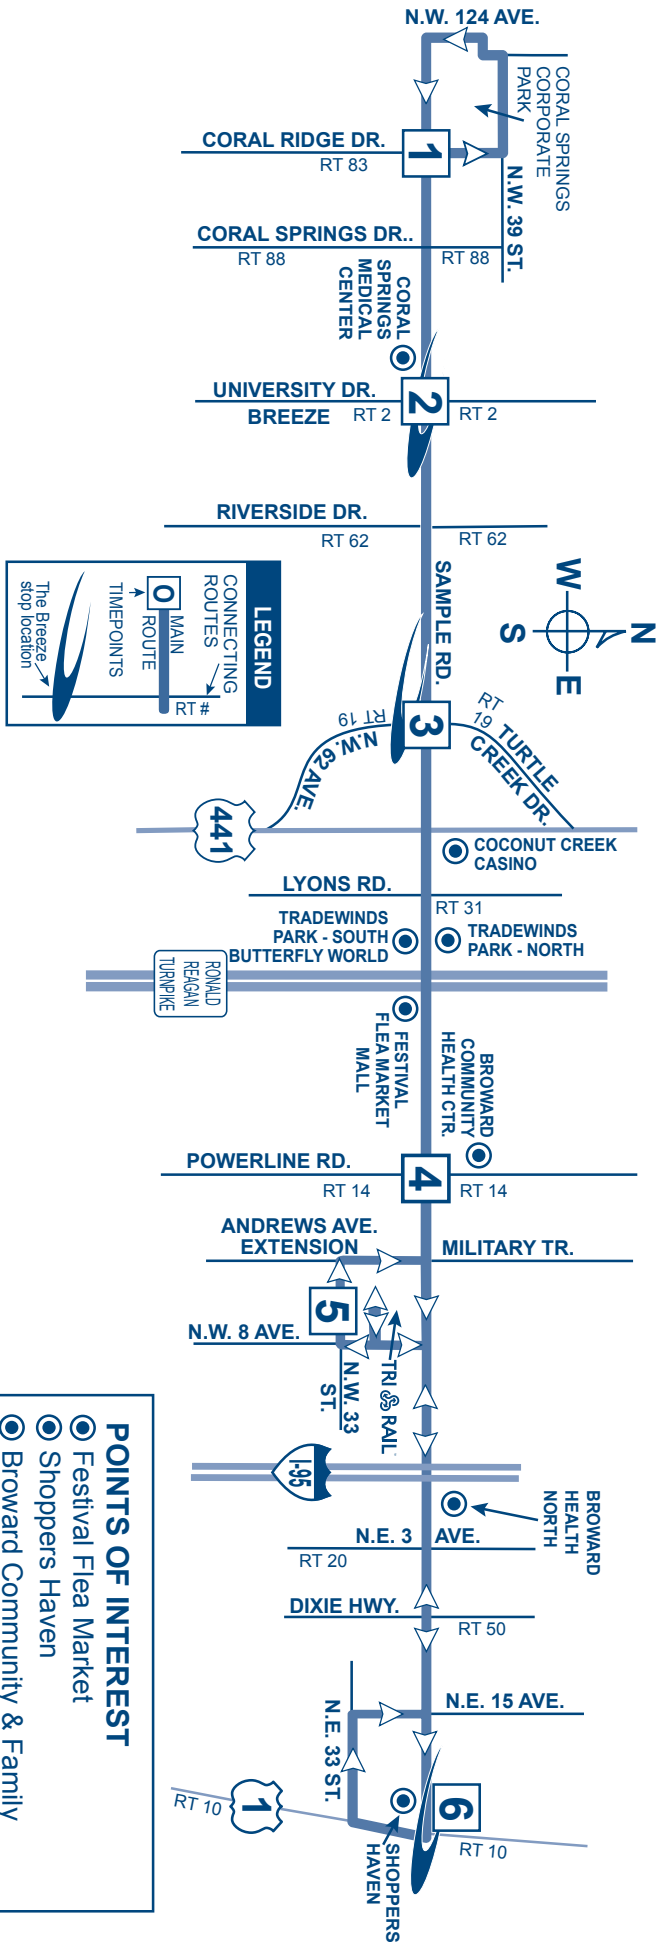 N.W. 124 AVE.
CORAL SPRINGS
CORPORATE
PARK
N.W. 39 ST.
CORAL RIDGE DR.
RT 83
1
CORAL SPRINGS DR..
RT 88
RT 88
CORAL
SPRINGS
MEDICAL
CENTER
UNIVERSITY DR.
BREEZE
RT 2
2
RT 2
RIVERSIDE DR.
RT 62
RT 62
SAMPLE RD.
N
W
E
S
LEGEND
CONNECTING
ROUTES
RT #
O
MAIN
ROUTE
TIMEPOINTS
The Breeze
stop location
3
RT 19
N.W. 62 AVE.
RT
19
TURTLE
CREEK DR.
441
COCONUT CREEK
CASINO
LYONS RD.
RT 31
TRADEWINDS
PARK - SOUTH
BUTTERFLY WORLD
TRADEWINDS
PARK - NORTH
RONALD
REAGAN
TURNPIKE
FESTIVAL
FLEA MARKET
MALL
BROWARD
COMMUNITY
HEALTH CTR.
POWERLINE RD.
RT 14
4
RT 14
ANDREWS AVE.
EXTENSION
MILITARY TR.
5
N.W. 8 AVE.
N.W. 33
ST.
TRI RAIL
I-95
BROWARD
HEALTH
NORTH
N.E. 3 AVE.
RT 20
DIXIE HWY.
RT 50
N.E. 15 AVE.
N.E. 33 ST.
6
SHOPPERS
HAVEN
1
RT 10
RT 10
POINTS OF INTEREST
Festival Flea Market
Shoppers Haven
Broward Community & Family